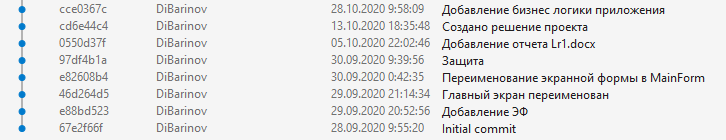 cce0367c DiBarinov 28.10.2020 9:58:09 Добавление бизнес логики приложения
cd6e44c4 DiBarinov 13.10.2020 18:35:48 Создано решение проекта
0550d37f DiBarinov 05.10.2020 22:02:46 Добавление отчета Lr1.docx
97df4b1a DiBarinov 30.09.2020 9:39:56 Защита
e82608b4 DiBarinov 30.09.2020 0:42:35 Переименование экранной формы в MainForm
46d264d5 DiBarinov 29.09.2020 21:14:34 Главный экран переименован
e88bd523 DiBarinov 29.09.2020 20:52:56 Добавление ЭФ
67e2f66f DiBarinov 28.09.2020 9:55:20 Initial commit